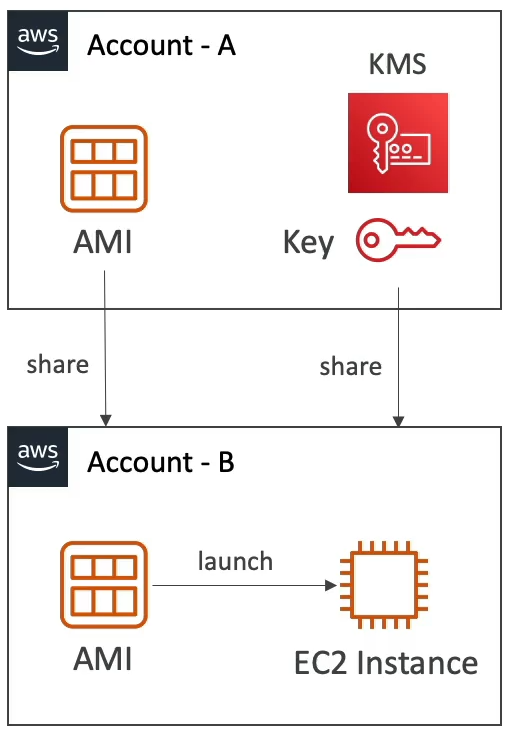 aws
Account - A
KMS
AMI
Key
share
share
aws
Account - B
launch
AMI
EC2 Instance